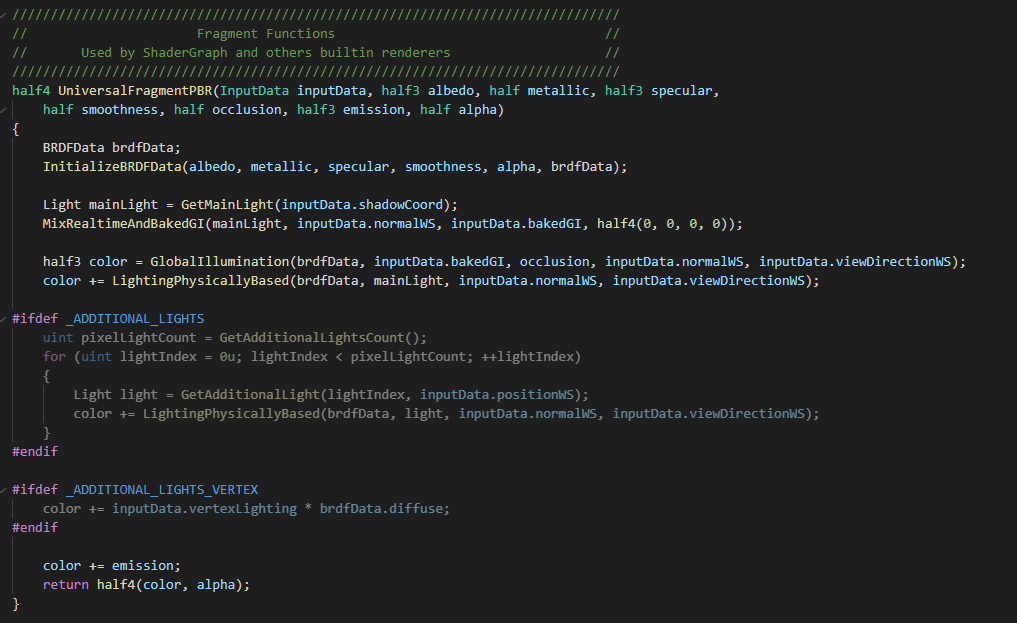 ////////////////////////////////////////////////////////////////////////////////
//                      Fragment Functions                                   //
//       Used by ShaderGraph and others builtin renderers                    //
////////////////////////////////////////////////////////////////////////////////
half4 UniversalFragmentPBR(InputData inputData, half3 albedo, half metallic, half3 specular,
    half smoothness, half occlusion, half3 emission, half alpha)
{
    BRDFData brdfData;
    InitializeBRDFData(albedo, metallic, specular, smoothness, alpha, brdfData);

    Light mainLight = GetMainLight(inputData.shadowCoord);
    MixRealtimeAndBakedGI(mainLight, inputData.normalWS, inputData.bakedGI, half4(0, 0, 0, 0));

    half3 color = GlobalIllumination(brdfData, inputData.bakedGI, occlusion, inputData.normalWS, inputData.viewDirectionWS);
    color += LightingPhysicallyBased(brdfData, mainLight, inputData.normalWS, inputData.viewDirectionWS);

#ifdef _ADDITIONAL_LIGHTS
    uint pixelLightCount = GetAdditionalLightsCount();
    for (uint lightIndex = 0u; lightIndex < pixelLightCount; ++lightIndex)
    {
        Light light = GetAdditionalLight(lightIndex, inputData.positionWS);
        color += LightingPhysicallyBased(brdfData, light, inputData.normalWS, inputData.viewDirectionWS);
    }
#endif

#ifdef _ADDITIONAL_LIGHTS_VERTEX
    color += inputData.vertexLighting * brdfData.diffuse;
#endif

    color += emission;
    return half4(color, alpha);
}